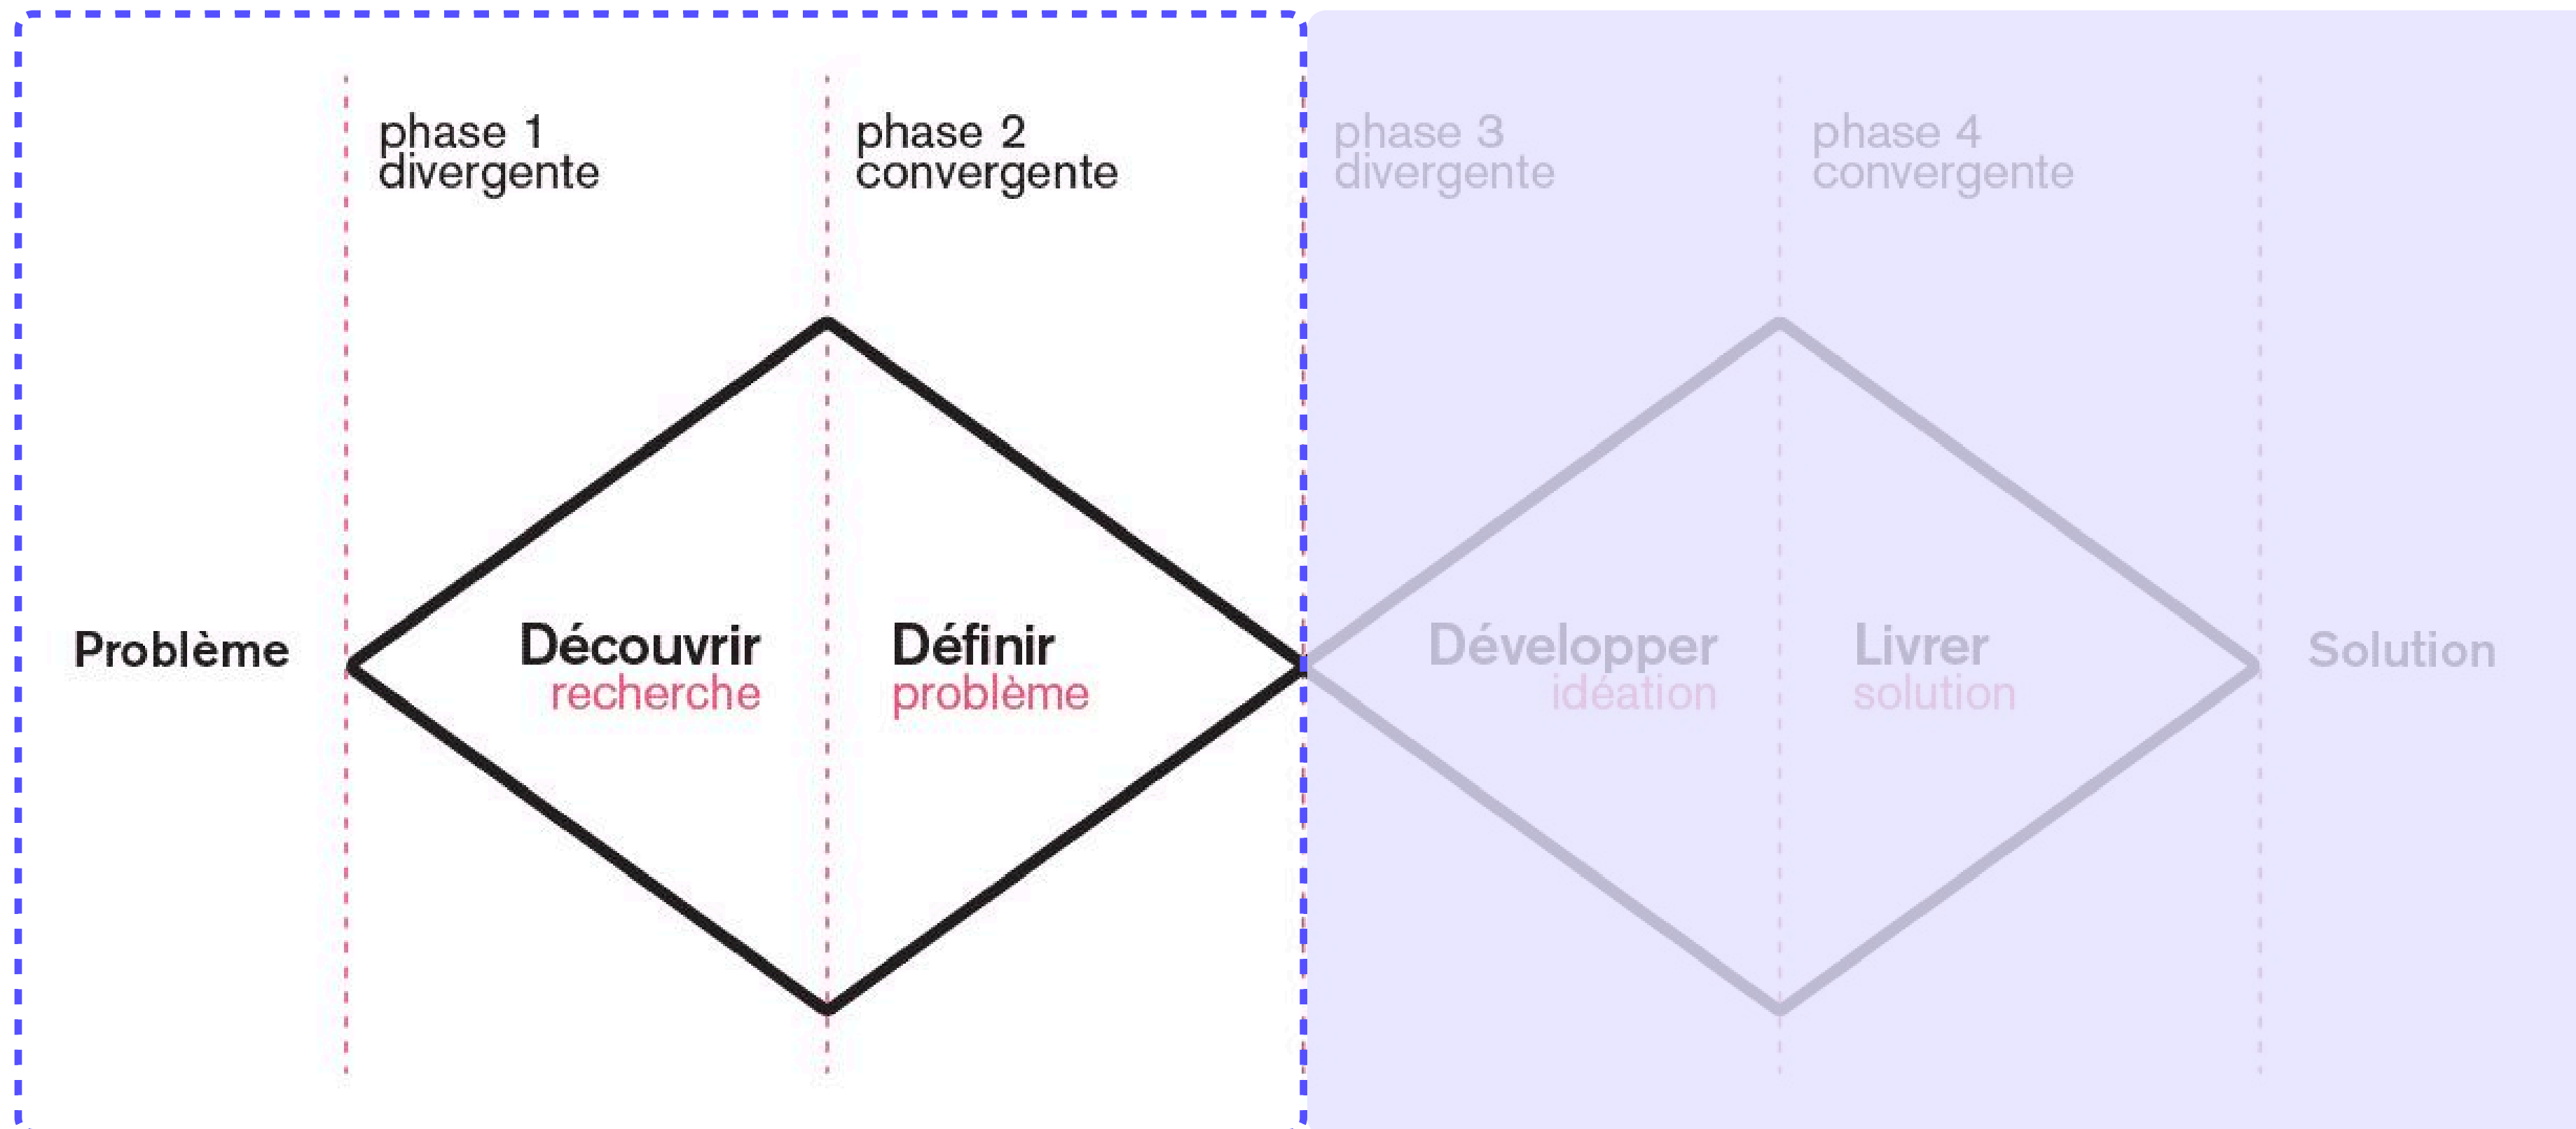 phase 1
divergente
phase 2
convergente
phase 3
divergente
phase 4
convergente
Problème
Découvrir
recherche
Définir
problème
Développer
idéation
Livrer
solution
Solution